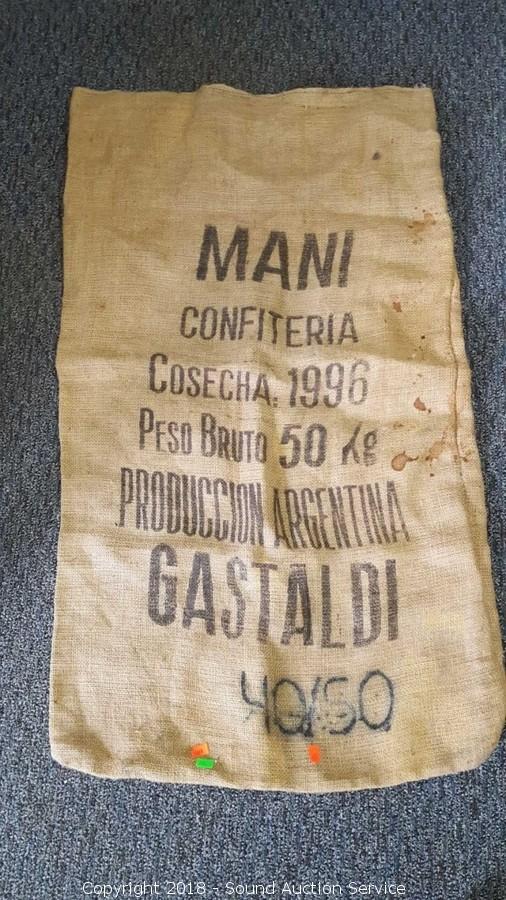 MANI
CONFITERIA
COSECHA: 1996
PESO BRUTO 50 Kg
PRODUCCION ARGENTINA
GASTALDI
40/50
Copyright 2018 - Sound Auction Service